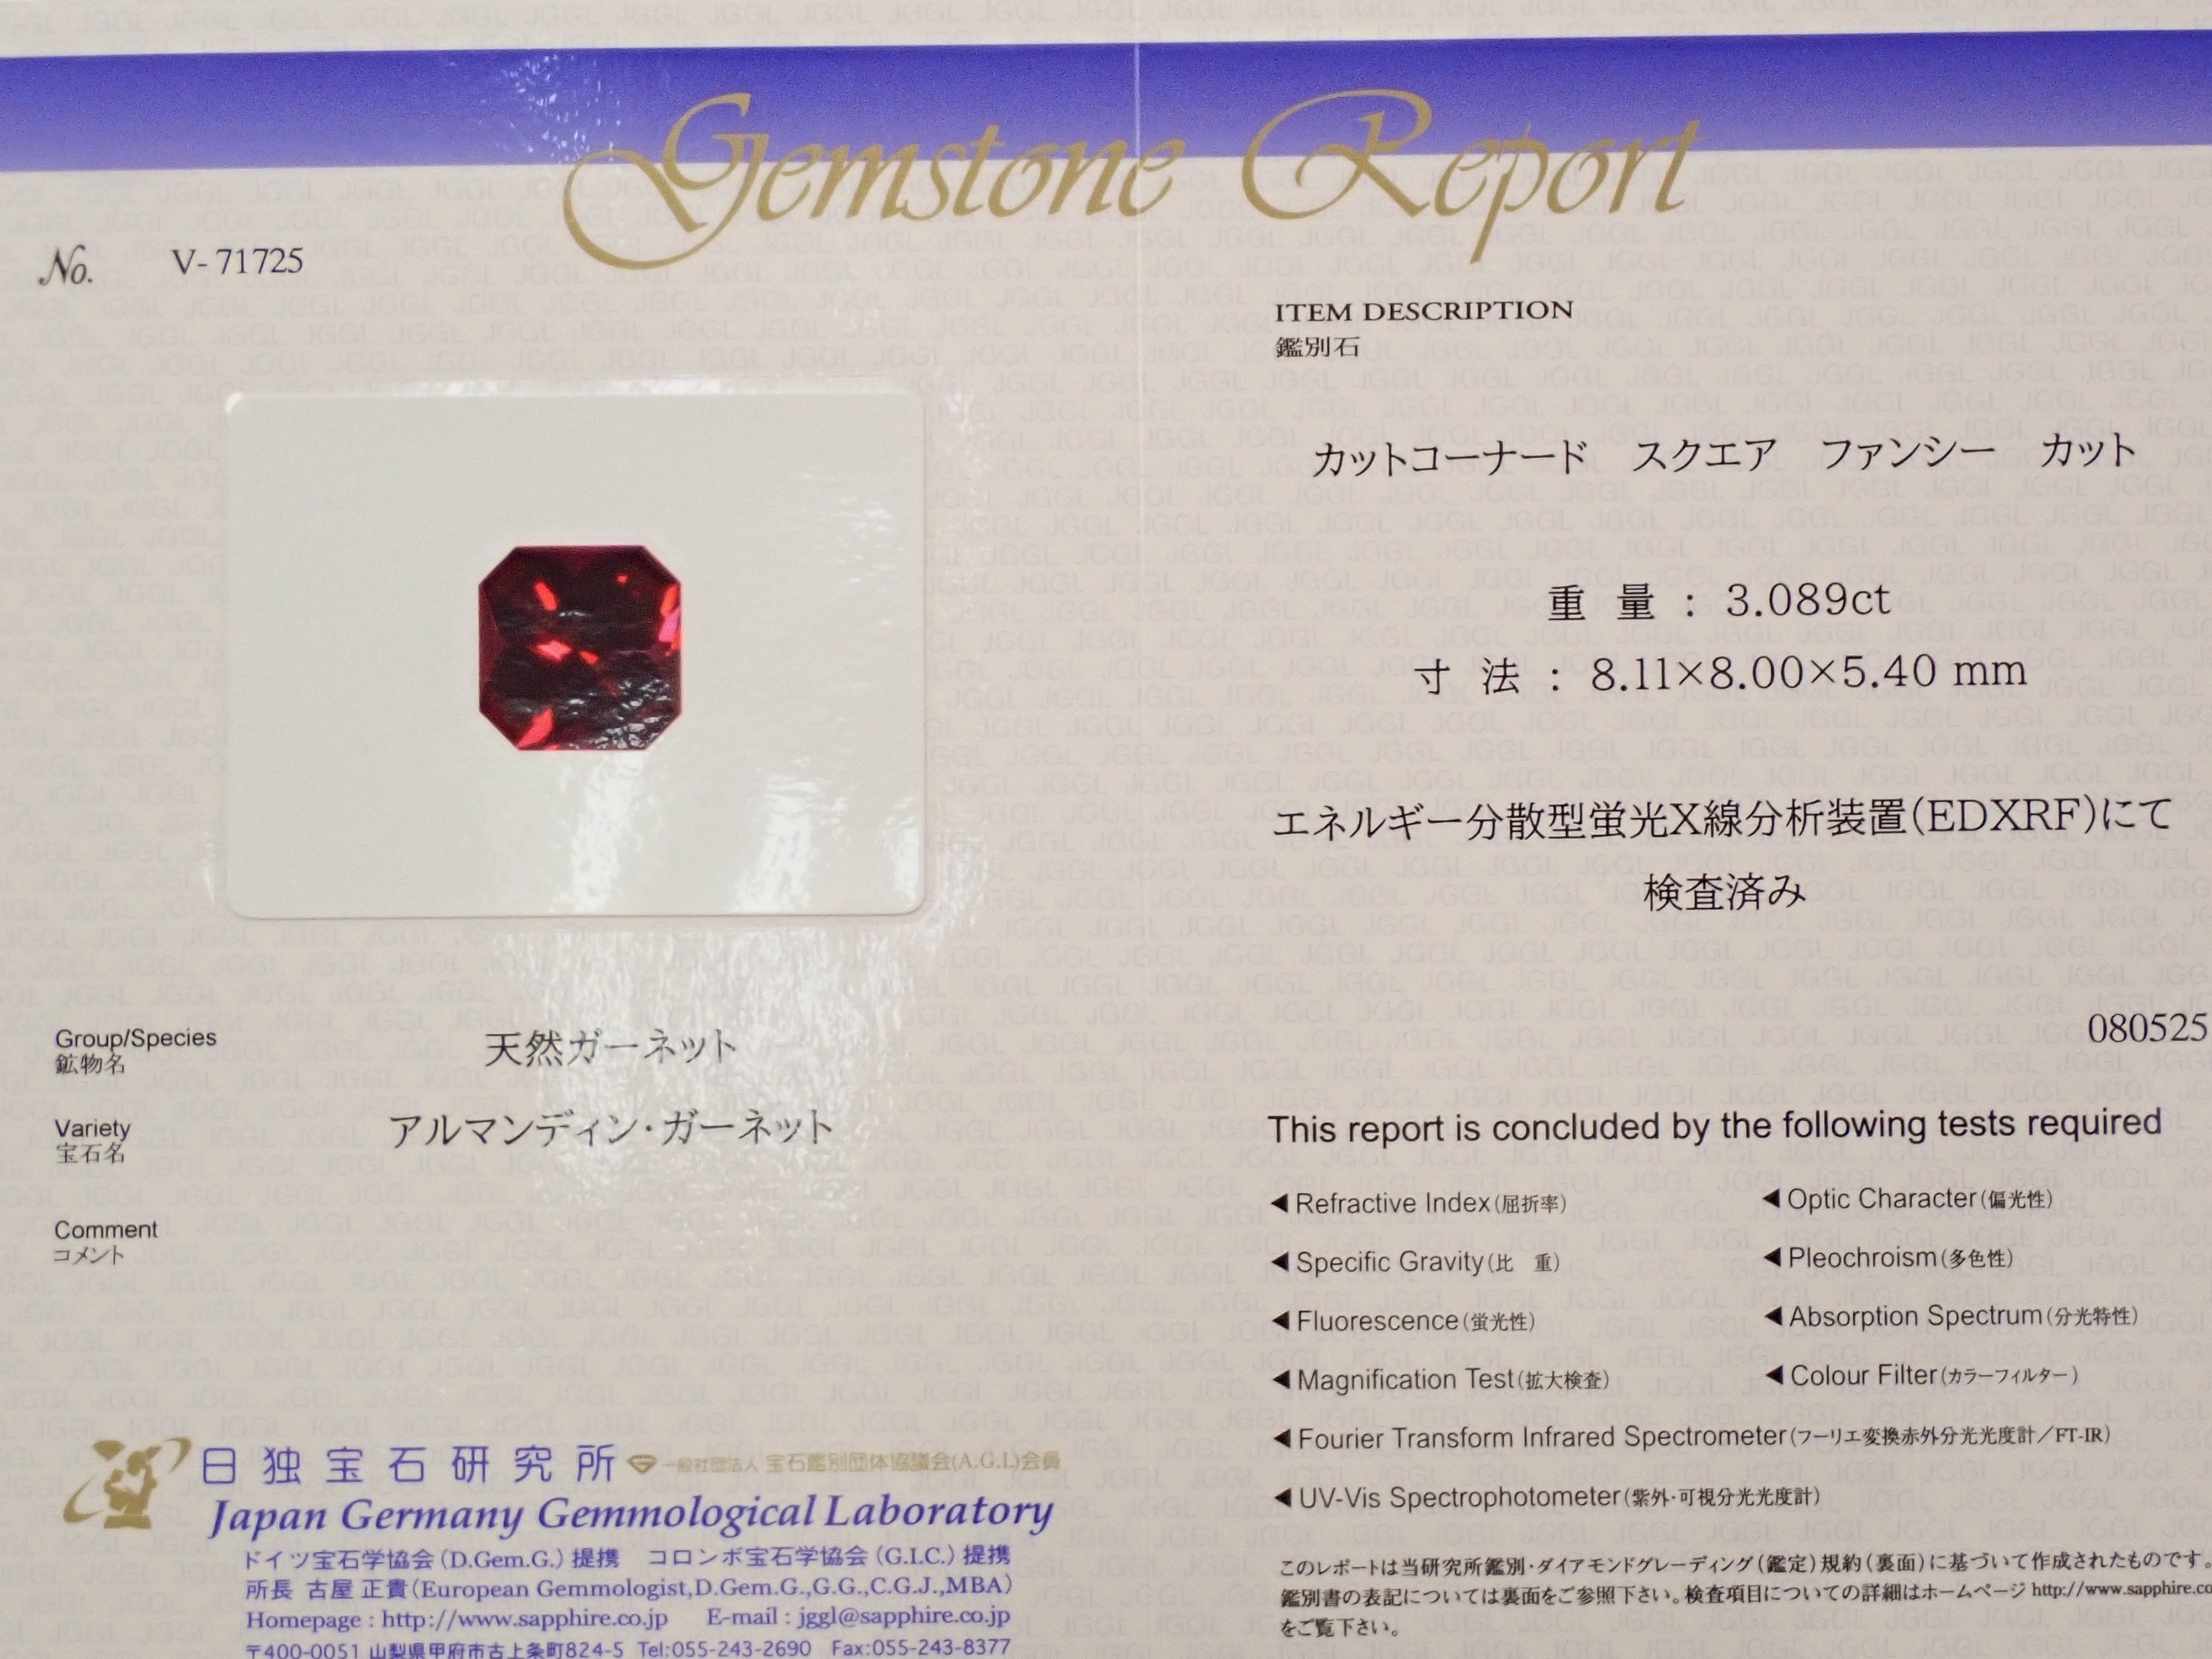 Gemstone Report
No. V- 71725
ITEM DESCRIPTION
鑑別石
カットコーナード スクエア ファンシー カット
重 量 : 3.089ct
寸 法 : 8.11×8.00×5.40 mm
エネルギー分散型蛍光X線分析装置(EDXRF)にて
検査済み
080525
Group/Species
鉱物名
天然ガーネット
Variety
宝石名
アルマンディン・ガーネット
Comment
コメント
This report is concluded by the following tests required
◀Refractive Index(屈折率) ◀Optic Character(偏光性)
◀Specific Gravity(比 重) ◀Pleochroism(多色性)
◀Fluorescence(蛍光性) ◀Absorption Spectrum(分光特性)
◀Magnification Test(拡大検査) ◀Colour Filter(カラーフィルター)
◀Fourier Transform Infrared Spectrometer(フーリエ変換赤外分光光度計/FT-IR)
◀UV-Vis Spectrophotometer(紫外・可視分光光度計)
日独宝石研究所 一般社団法人 宝石鑑別団体協議会(A.G.L)会員
Japan Germany Gemmological Laboratory
ドイツ宝石学協会(D.Gem.G.)提携 コロンボ宝石学協会(G.I.C.)提携
所長 古屋 正貴(European Gemmologist,D.Gem.G.,G.G.,C.G.J.,MBA)
Homepage : http://www.sapphire.co.jp E-mail : jggl@sapphire.co.jp
〒400-0051 山梨県甲府市古上条町824-5 Tel:055-243-2690 Fax:055-243-8377
このレポートは当研究所鑑別・ダイアモンドグレーディング(鑑定)規約(裏面)に基づいて作成されたものです。
鑑別書の表記については裏面をご参照下さい。検査項目についての詳細はホームページ http://www.sapphire.co
をご覧下さい。